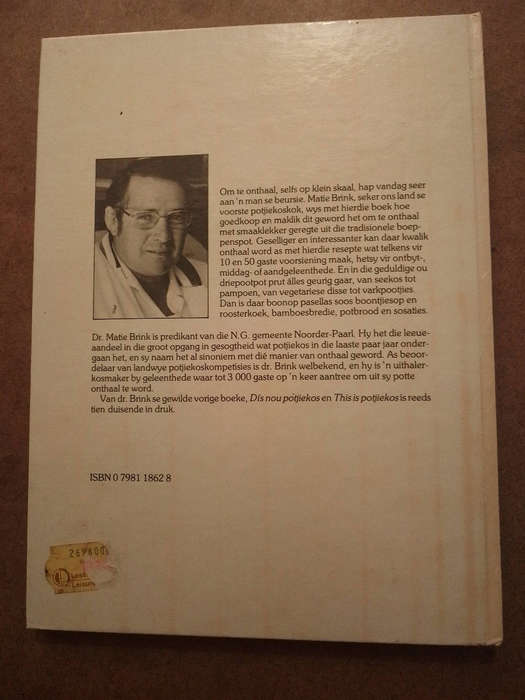 Om te onthaal, selfs op klein skaal, hap vandag seer
aan 'n man se beursie. Matie Brink, seker ons land se
voorste potjiekoskok, wys met hierdie boek hoe
goedkoop en maklik dit geword het om te onthaal
met smaaklekker geregte uit die tradisionele boep-
penspot. Geselliger en interessanter kan daar kwalik
onthaal word as met hierdie resepte wat telkens vir
10 en 50 gaste voorsiening maak, hetsy vir ontbyt-,
middag- of aandgeleenthede. En in die geduldige ou
driepootpot prut álles geurig gaar, van seekos tot
pampoen, van vegetariese disse tot varkpootjies.
Dan is daar boonop pasellas soos boontjiesop en
roosterkoek, bamboesbredie, potbrood en sosaties.
Dr. Matie Brink is predikant van die N.G. gemeente Noorder-Paarl. Hy het die leeue-
aandeel in die groot opgang in gesogtheid wat potjiekos in die laaste paar jaar onder-
gaan het, en sy naam het al sinoniem met dié manier van onthaal geword. As beoor-
delaar van landwye potjiekoskompetisies is dr. Brink welbekend, en hy is 'n uithaler-
kosmaker by geleenthede waar tot 3 000 gaste op 'n keer aantree om uit sy potte
onthaal te word.
Van dr. Brink se gewilde vorige boeke, Dís nou potjiekos en This is potjiekos is reeds
tien duisende in druk.
ISBN 0 7981 1862 8